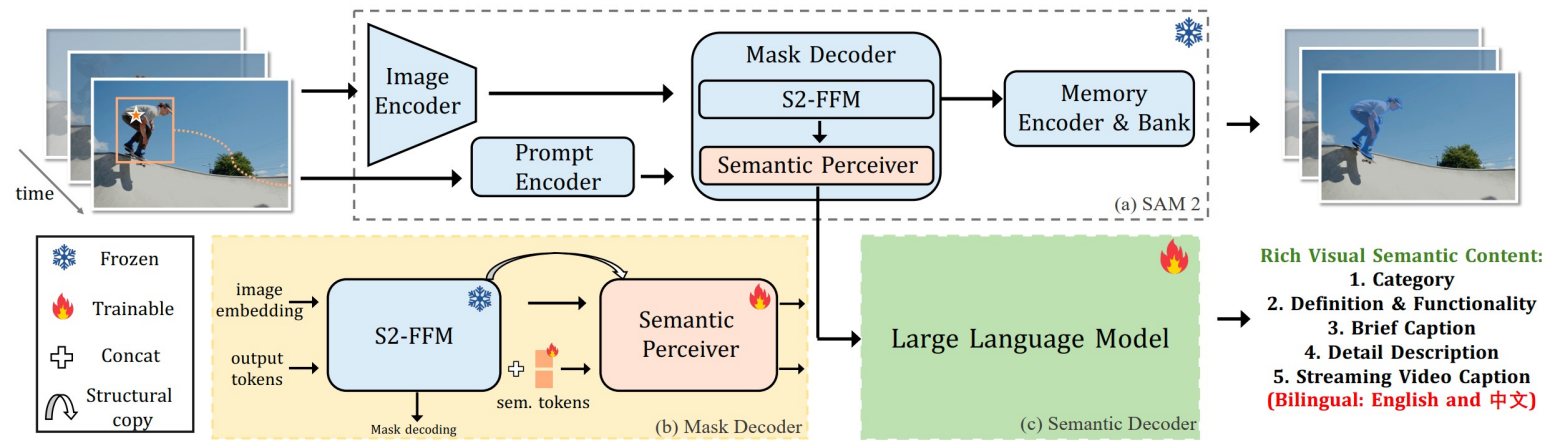 time
Image
Encoder
Prompt
Encoder
Mask Decoder
S2-FFM
Semantic Perceiver
Memory
Encoder & Bank
(a) SAM 2
Frozen
Trainable
Concat
Structural
copy
image
embedding
output
tokens
S2-FFM
sem. tokens
Semantic
Perceiver
Mask decoding
(b) Mask Decoder
Large Language Model
(c) Semantic Decoder
Rich Visual Semantic Content:
1. Category
2. Definition & Functionality
3. Brief Caption
4. Detail Description
5. Streaming Video Caption
(Bilingual: English and 中文)